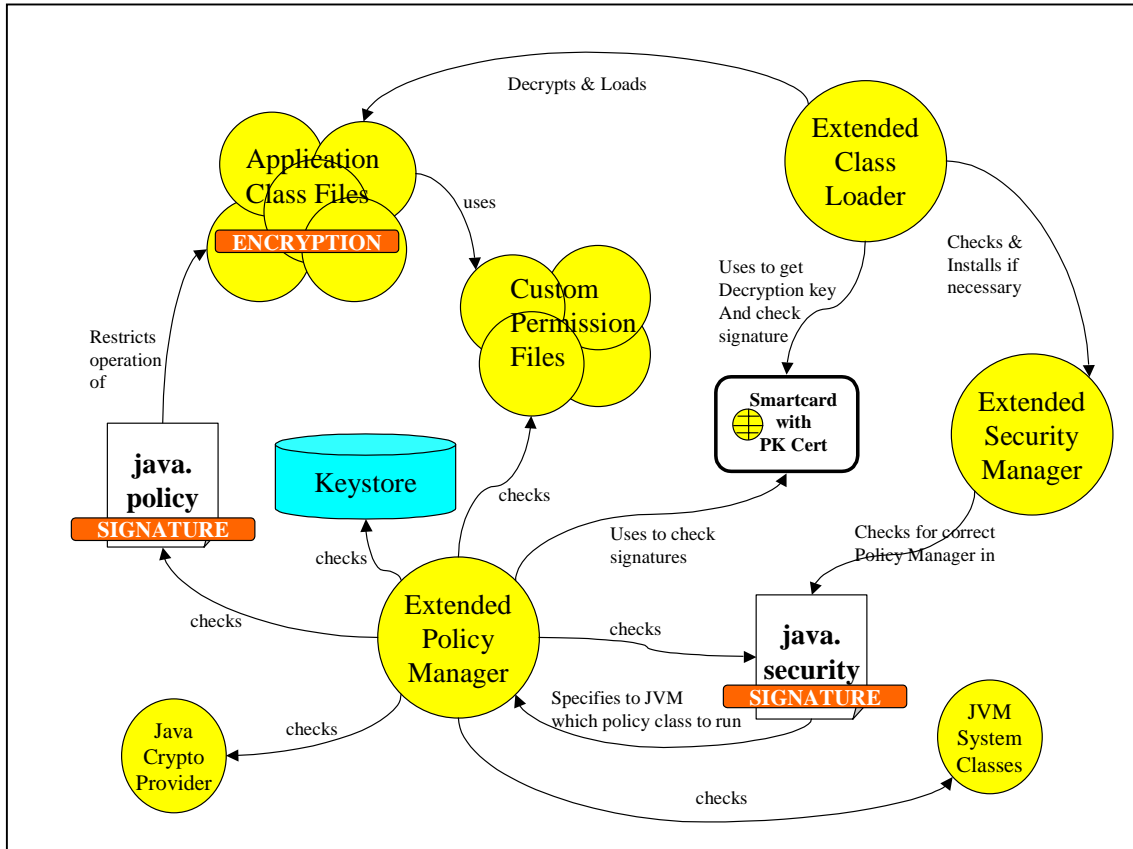 Decrypts & Loads
Extended
Class
Loader
Application
Class Files
ENCRYPTION
uses
Custom
Permission
Files
Uses to get
Decryption key
And check
signature
Checks &
Installs if
necessary
Restricts
operation
of
Smartcard
with
PK Cert
Extended
Security
Manager
java.
policy
SIGNATURE
Keystore
checks
checks
Uses to check
signatures
Checks for correct
Policy Manager in
checks
Extended
Policy
Manager
checks
java.
security
SIGNATURE
Specifies to JVM
which policy class to run
Java
Crypto
Provider
checks
JVM
System
Classes
checks